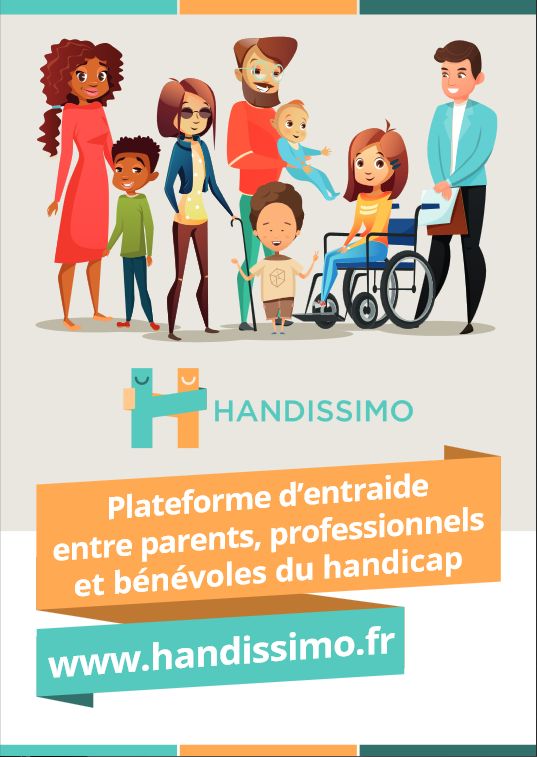 HANDISSIMO
Plateforme d’entraide
entre parents, professionnels
et bénévoles du handicap
www.handissimo.fr